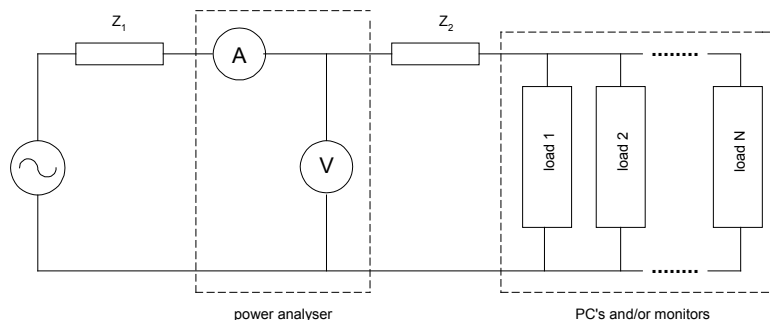 Z1
Z2
A
V
load 1
load 2
load N
power analyser
PC's and/or monitors